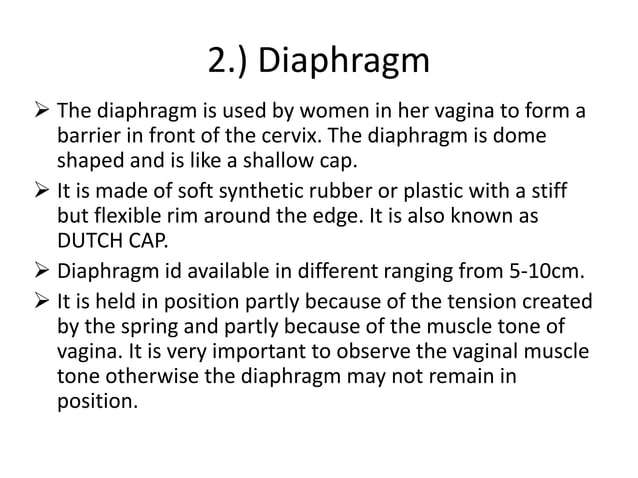 2.) Diaphragm
➢ The diaphragm is used by women in her vagina to form a
barrier in front of the cervix. The diaphragm is dome
shaped and is like a shallow cap.
➢ It is made of soft synthetic rubber or plastic with a stiff
but flexible rim around the edge. It is also known as
DUTCH CAP.
➢ Diaphragm id available in different ranging from 5-10cm.
➢ It is held in position partly because of the tension created
by the spring and partly because of the muscle tone of
vagina. It is very important to observe the vaginal muscle
tone otherwise the diaphragm may not remain in
position.